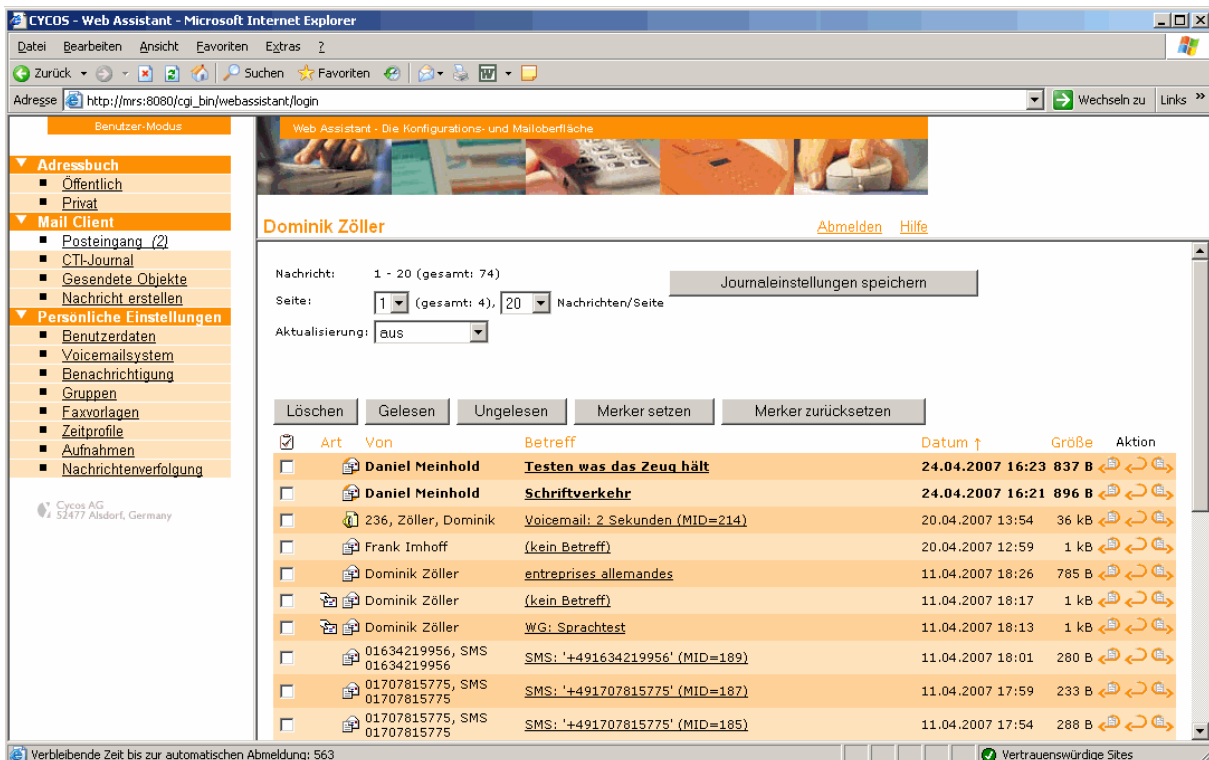 CYCOS - Web Assistant - Microsoft Internet Explorer
Datei Bearbeiten Ansicht Favoriten Extras ?
Zurück Suchen Favoriten
Adresse http://mrs:8080/cgi_bin/webassistant/login Wechseln zu Links »
Benutzer-Modus
Adressbuch
Öffentlich
Privat
Mail Client
Posteingang (2)
CTI-Journal
Gesendete Objekte
Nachricht erstellen
Persönliche Einstellungen
Benutzerdaten
Voicemailsystem
Benachrichtigung
Gruppen
Faxvorlagen
Zeitprofile
Aufnahmen
Nachrichtenverfolgung
Cycos AG
52477 Alsdorf, Germany
Web Assistant - Die Konfigurations- und Mailoberfläche
Dominik Zöller Abmelden Hilfe
Nachricht: 1 - 20 (gesamt: 74)
Journaleinstellungen speichern
Seite: 1 (gesamt: 4), 20 Nachrichten/Seite
Aktualisierung: aus
Löschen Gelesen Ungelesen Merker setzen Merker zurücksetzen
Art Von Betreff Datum ↑ Größe Aktion
Daniel Meinhold Testen was das Zeug hält 24.04.2007 16:23 837 B
Daniel Meinhold Schriftverkehr 24.04.2007 16:21 896 B
236, Zöller, Dominik Voicemail: 2 Sekunden (MID=214) 20.04.2007 13:54 36 kB
Frank Imhoff (kein Betreff) 20.04.2007 12:59 1 kB
Dominik Zöller entreprises allemandes 11.04.2007 18:26 785 B
Dominik Zöller (kein Betreff) 11.04.2007 18:17 1 kB
Dominik Zöller WG: Sprachtest 11.04.2007 18:13 1 kB
01634219956, SMS
01634219956 SMS: '+491634219956' (MID=189) 11.04.2007 18:01 280 B
01707815775, SMS
01707815775 SMS: '+491707815775' (MID=187) 11.04.2007 17:59 233 B
01707815775, SMS
01707815775 SMS: '+491707815775' (MID=185) 11.04.2007 17:54 288 B
Verbleibende Zeit bis zur automatischen Abmeldung: 563 Vertrauenswürdige Sites